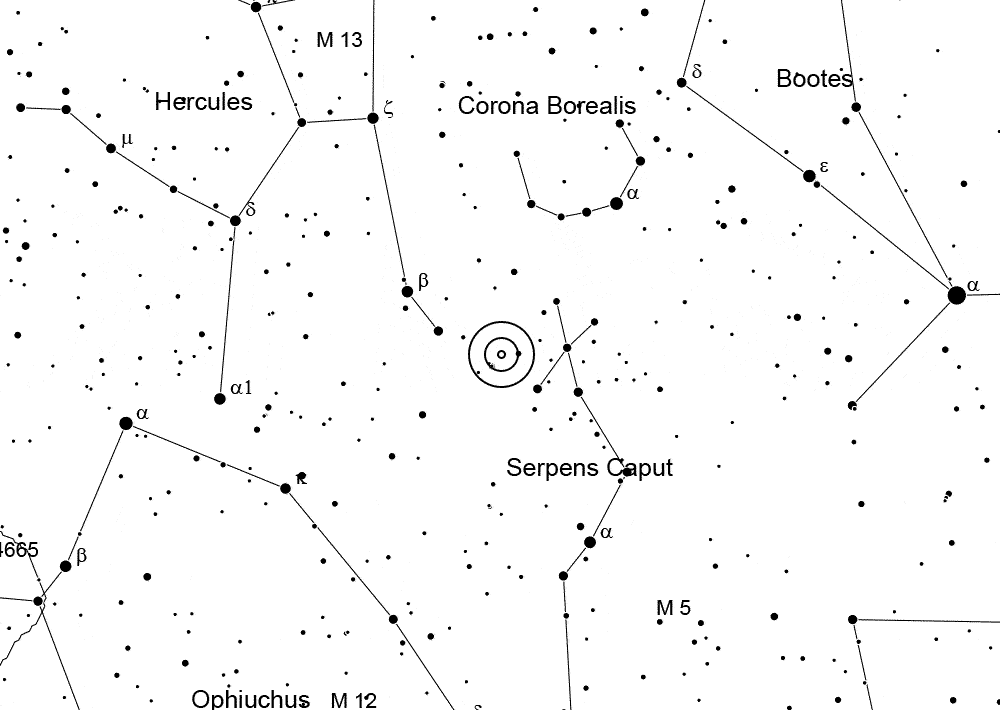 M 13
δ
Bootes
Hercules
ζ
Corona Borealis
μ
ε
α
δ
β
α
α1
α
κ
Serpens Caput
α
4665
β
M 5
Ophiuchus
M 12